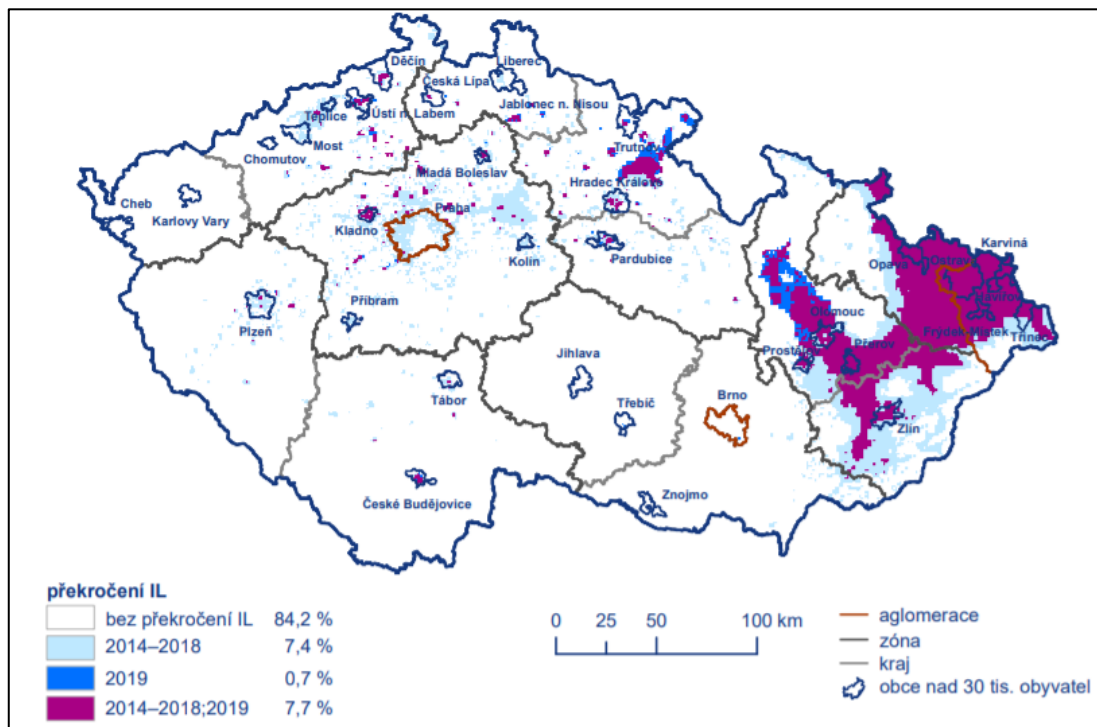 Děčín
Liberec
Česká Lípa
Jablonec n. Nisou
Teplice
Ústí n. Labem
Most
Chomutov
Trutnov
Mladá Boleslav
Hradec Králové
Cheb
Karlovy Vary
Praha
Kladno
Kolín
Pardubice
Opava
Ostrava
Karviná
Havířov
Olomouc
Frýdek-Místek
Třinec
Příbram
Plzeň
Prostějov
Přerov
Jihlava
Tábor
Třebíč
Brno
Zlín
České Budějovice
Znojmo
překročení IL
bez překročení IL 84,2 %
2014–2018 7,4 %
2019 0,7 %
2014–2018;2019 7,7 %
0 25 50 100 km
aglomerace
zóna
kraj
obce nad 30 tis. obyvatel